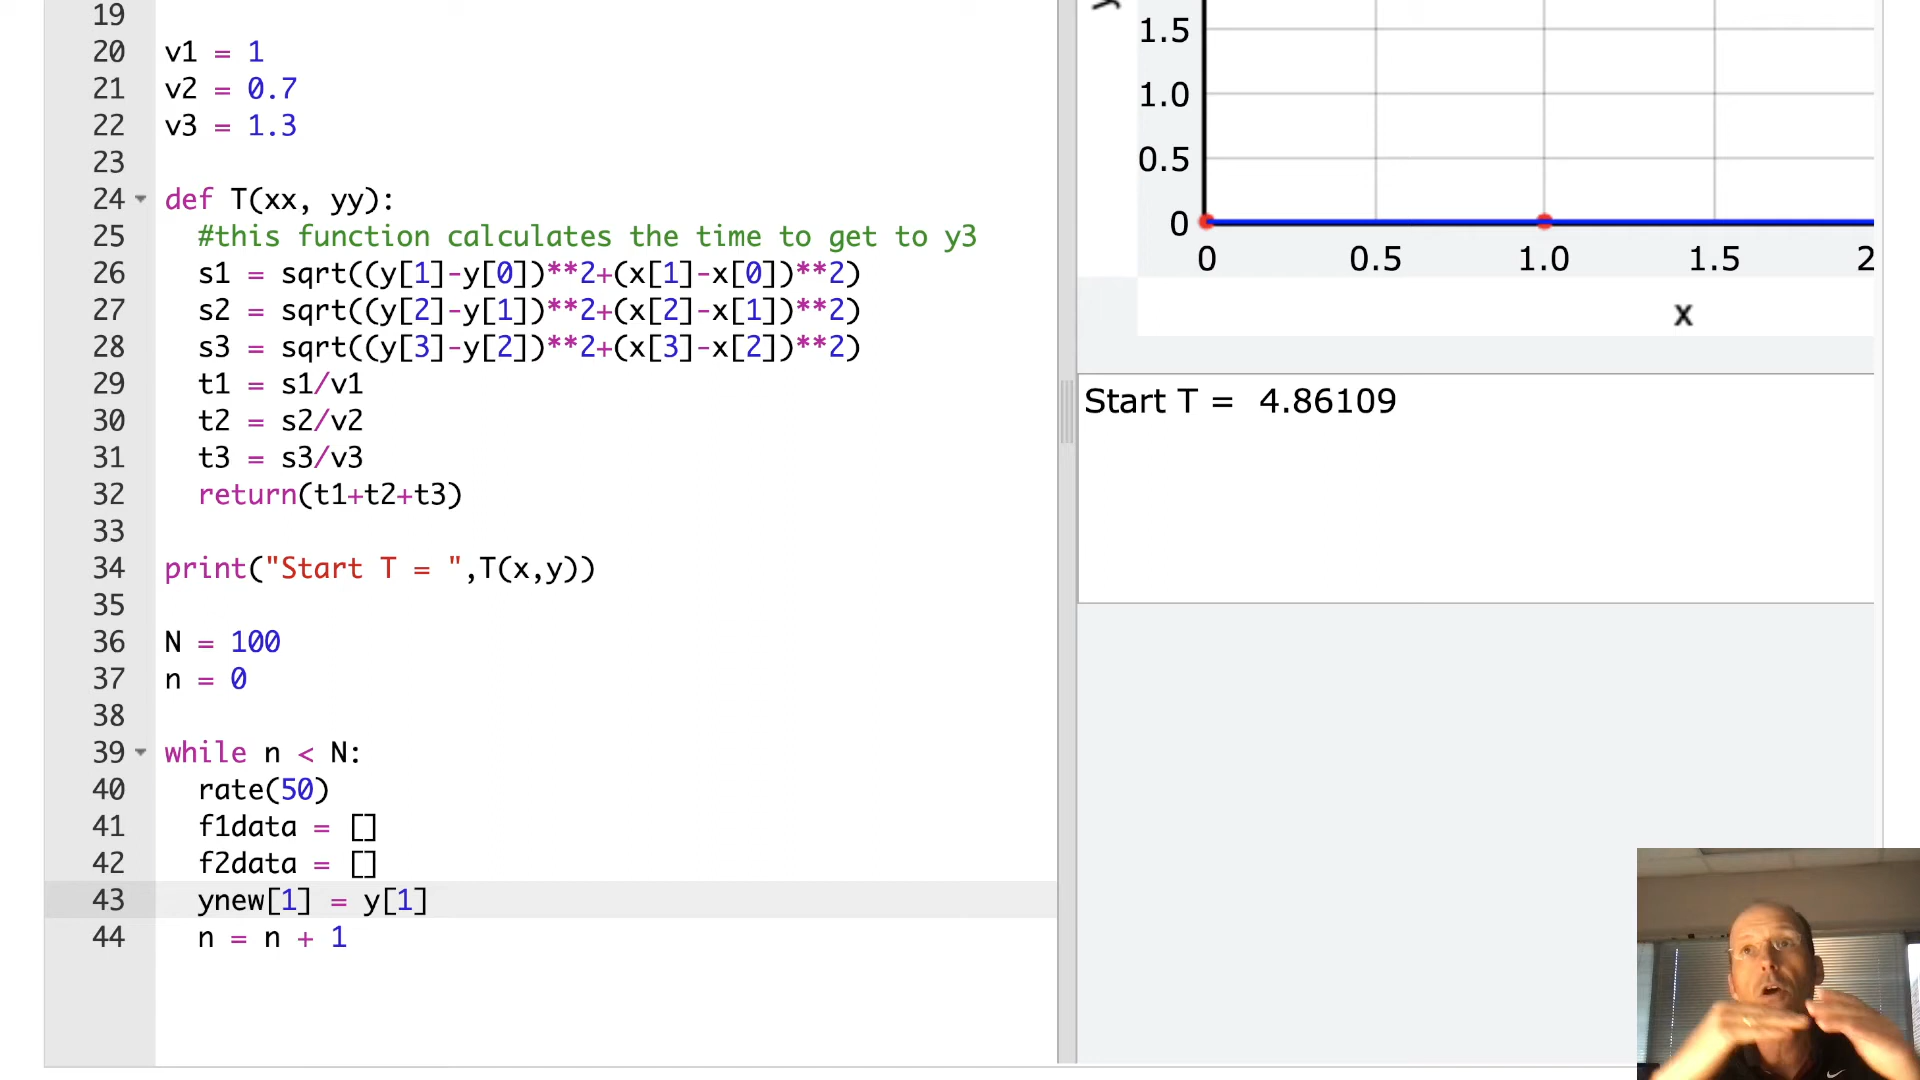 19
20 v1 = 1
21 v2 = 0.7
22 v3 = 1.3
23
24 def T(xx, yy):
25 #this function calculates the time to get to y3
26 s1 = sqrt((y[1]-y[0])**2+(x[1]-x[0])**2)
27 s2 = sqrt((y[2]-y[1])**2+(x[2]-x[1])**2)
28 s3 = sqrt((y[3]-y[2])**2+(x[3]-x[2])**2)
29 t1 = s1/v1
30 t2 = s2/v2
31 t3 = s3/v3
32 return(t1+t2+t3)
33
34 print("Start T = ",T(x,y))
35
36 N = 100
37 n = 0
38
39 while n < N:
40 rate(50)
41 f1data = []
42 f2data = []
43 ynew[1] = y[1]
44 n = n + 1
y
1.5
1.0
0.5
0
0 0.5 1.0 1.5 2
x
Start T = 4.86109